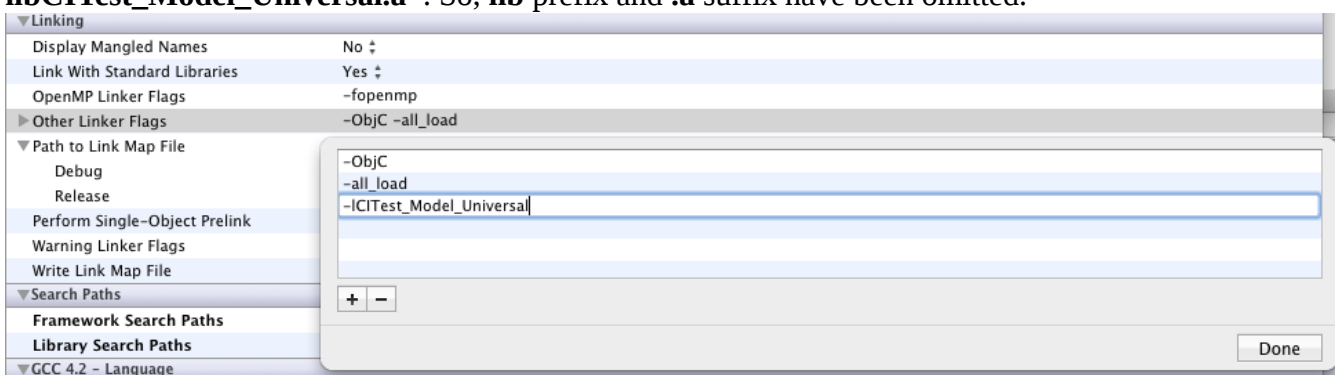 libCITest_Model_Universal.a". So, lib prefix and .a suffix have been omitted.
▼Linking
Display Mangled Names No
Link With Standard Libraries Yes
OpenMP Linker Flags -fopenmp
▶Other Linker Flags -ObjC -all_load
▼Path to Link Map File
-ObjC
Debug
-all_load
Release
-lCITest_Model_Universal
Perform Single-Object Prelink
Warning Linker Flags
Write Link Map File
▼Search Paths
+ −
Framework Search Paths
Library Search Paths
Done
▼GCC 4.2 – Language